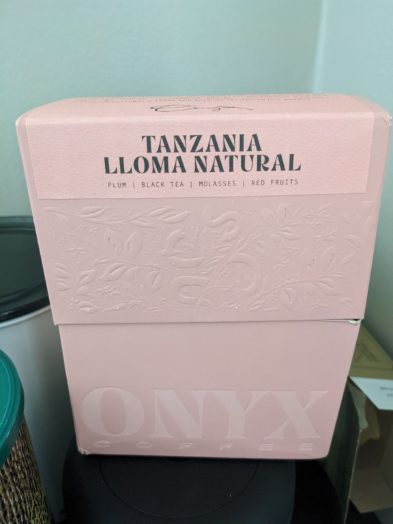 TANZANIA
LLOMA NATURAL
PLUM | BLACK TEA | MOLASSES | RED FRUITS
ONYX
COFFEE